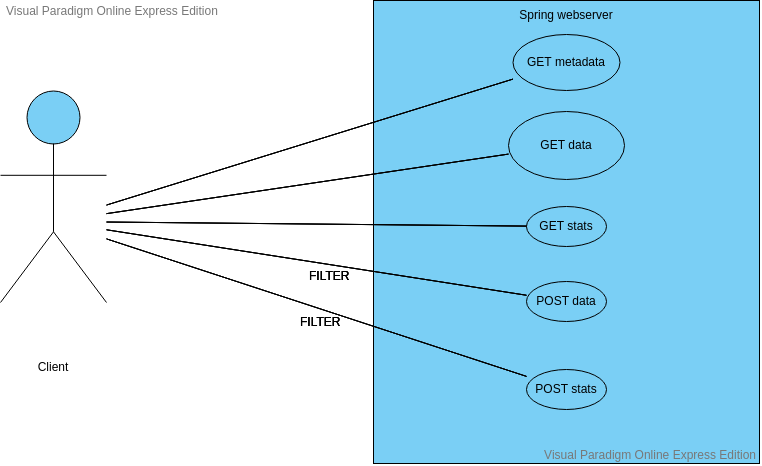 Visual Paradigm Online Express Edition
Spring webserver
GET metadata
GET data
GET stats
POST data
FILTER
POST stats
FILTER
Client
Visual Paradigm Online Express Edition